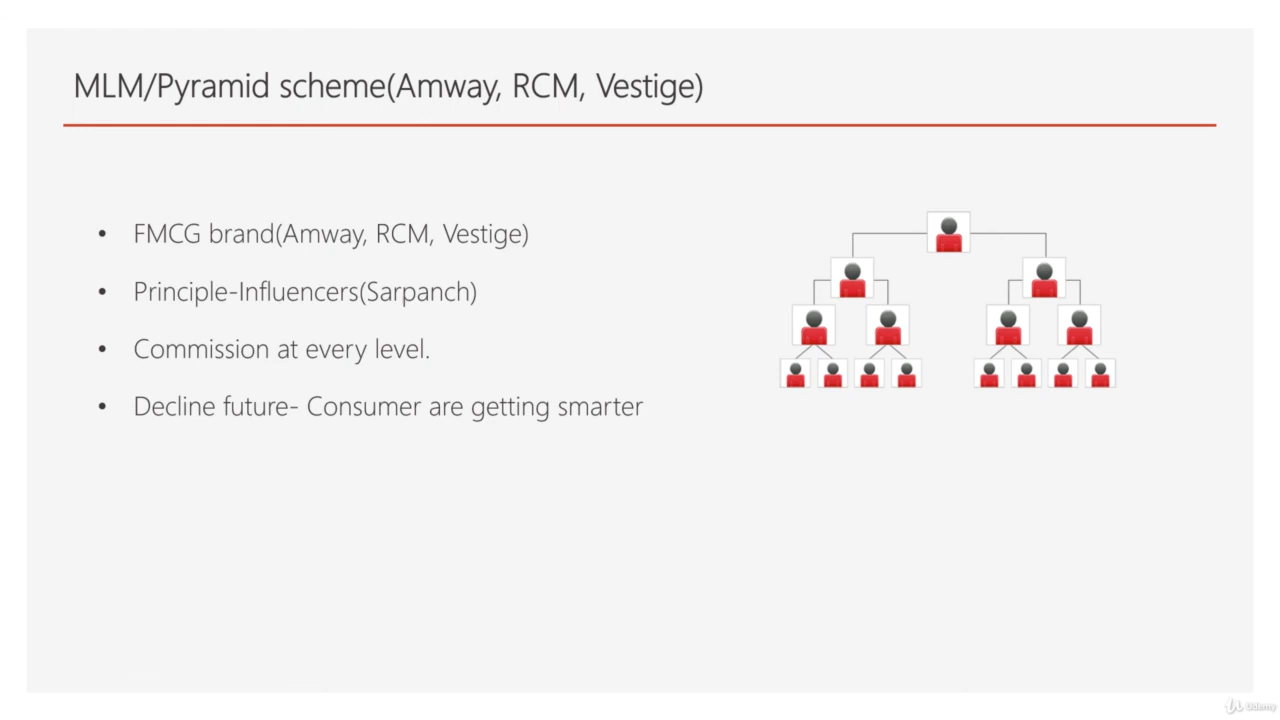 MLM/Pyramid scheme(Amway, RCM, Vestige)
• FMCG brand(Amway, RCM, Vestige)
• Principle-Influencers(Sarpanch)
• Commission at every level.
• Decline future- Consumer are getting smarter
Udemy